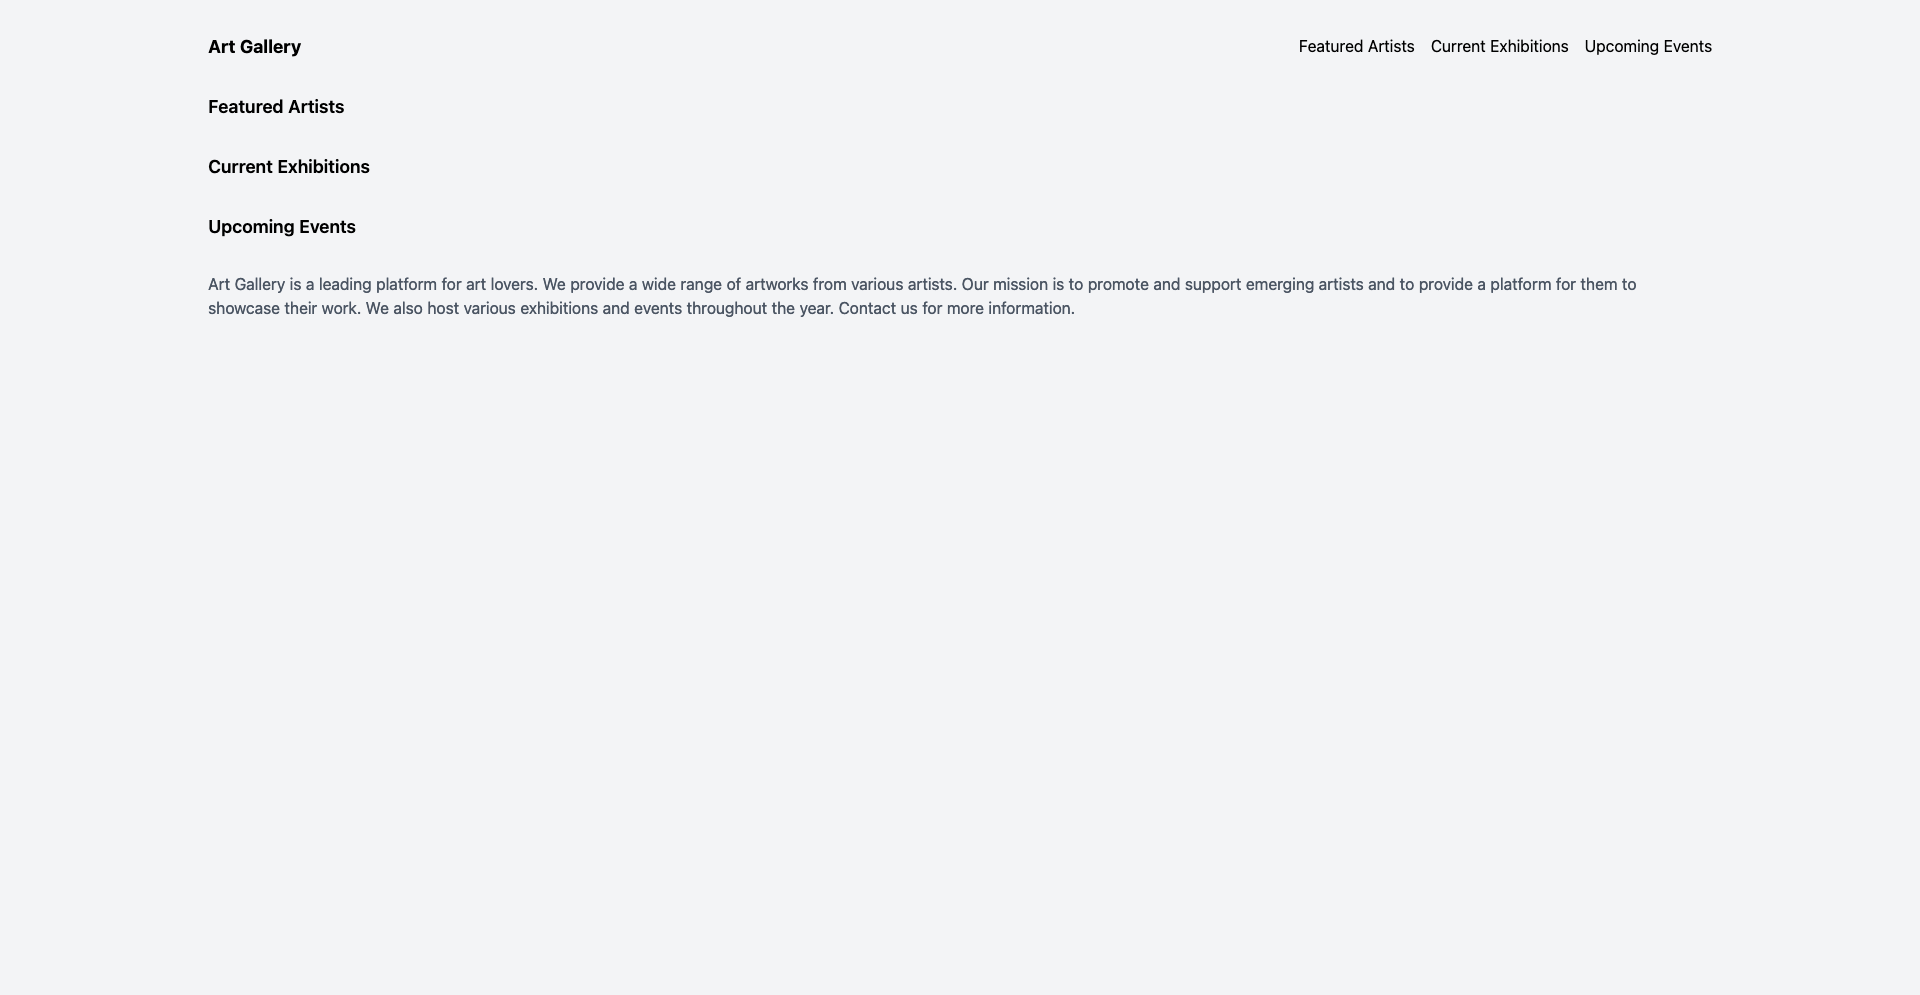 Art Gallery
Featured Artists Current Exhibitions Upcoming Events
Featured Artists
Current Exhibitions
Upcoming Events
Art Gallery is a leading platform for art lovers. We provide a wide range of artworks from various artists. Our mission is to promote and support emerging artists and to provide a platform for them to
showcase their work. We also host various exhibitions and events throughout the year. Contact us for more information.